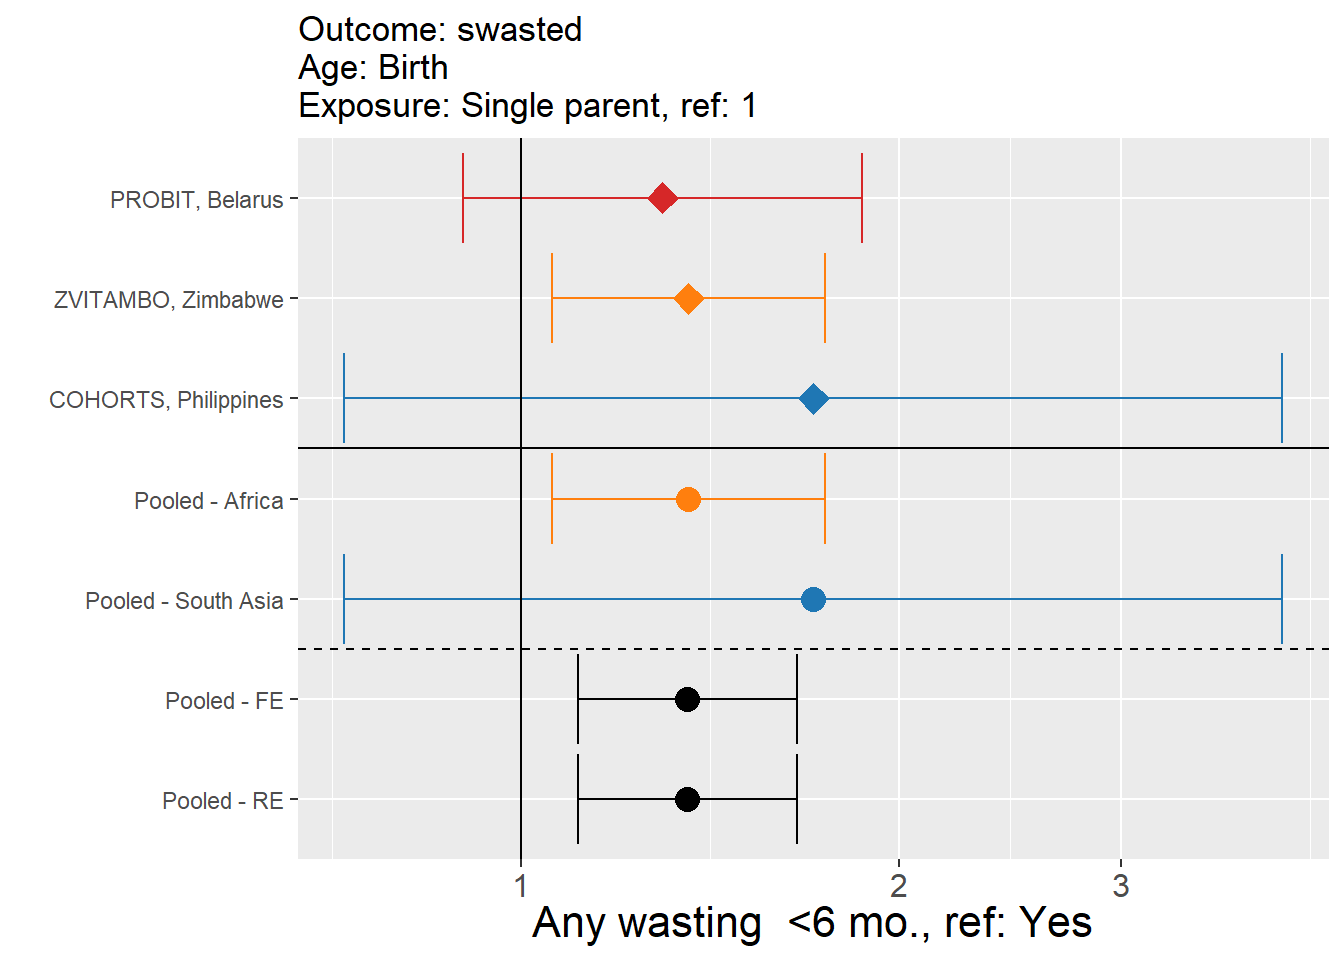 Outcome: swasted
Age: Birth
Exposure: Single parent, ref: 1
PROBIT, Belarus
ZVITAMBO, Zimbabwe
COHORTS, Philippines
Pooled - Africa
Pooled - South Asia
Pooled - FE
Pooled - RE
1 2 3
Any wasting  <6 mo., ref: Yes